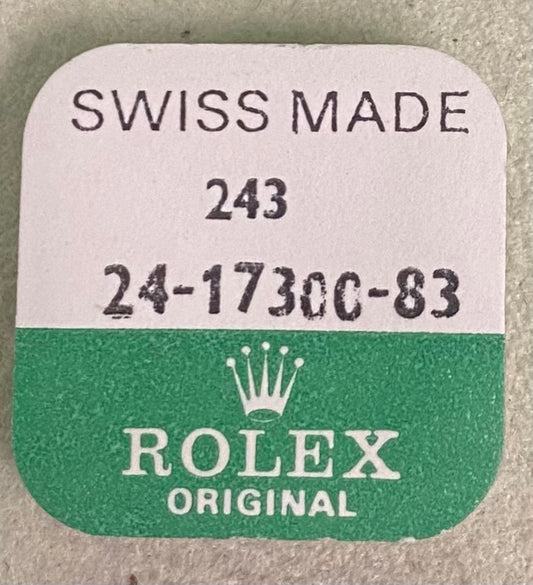 SWISS MADE
243
24-17300-83
ROLEX
ORIGINAL